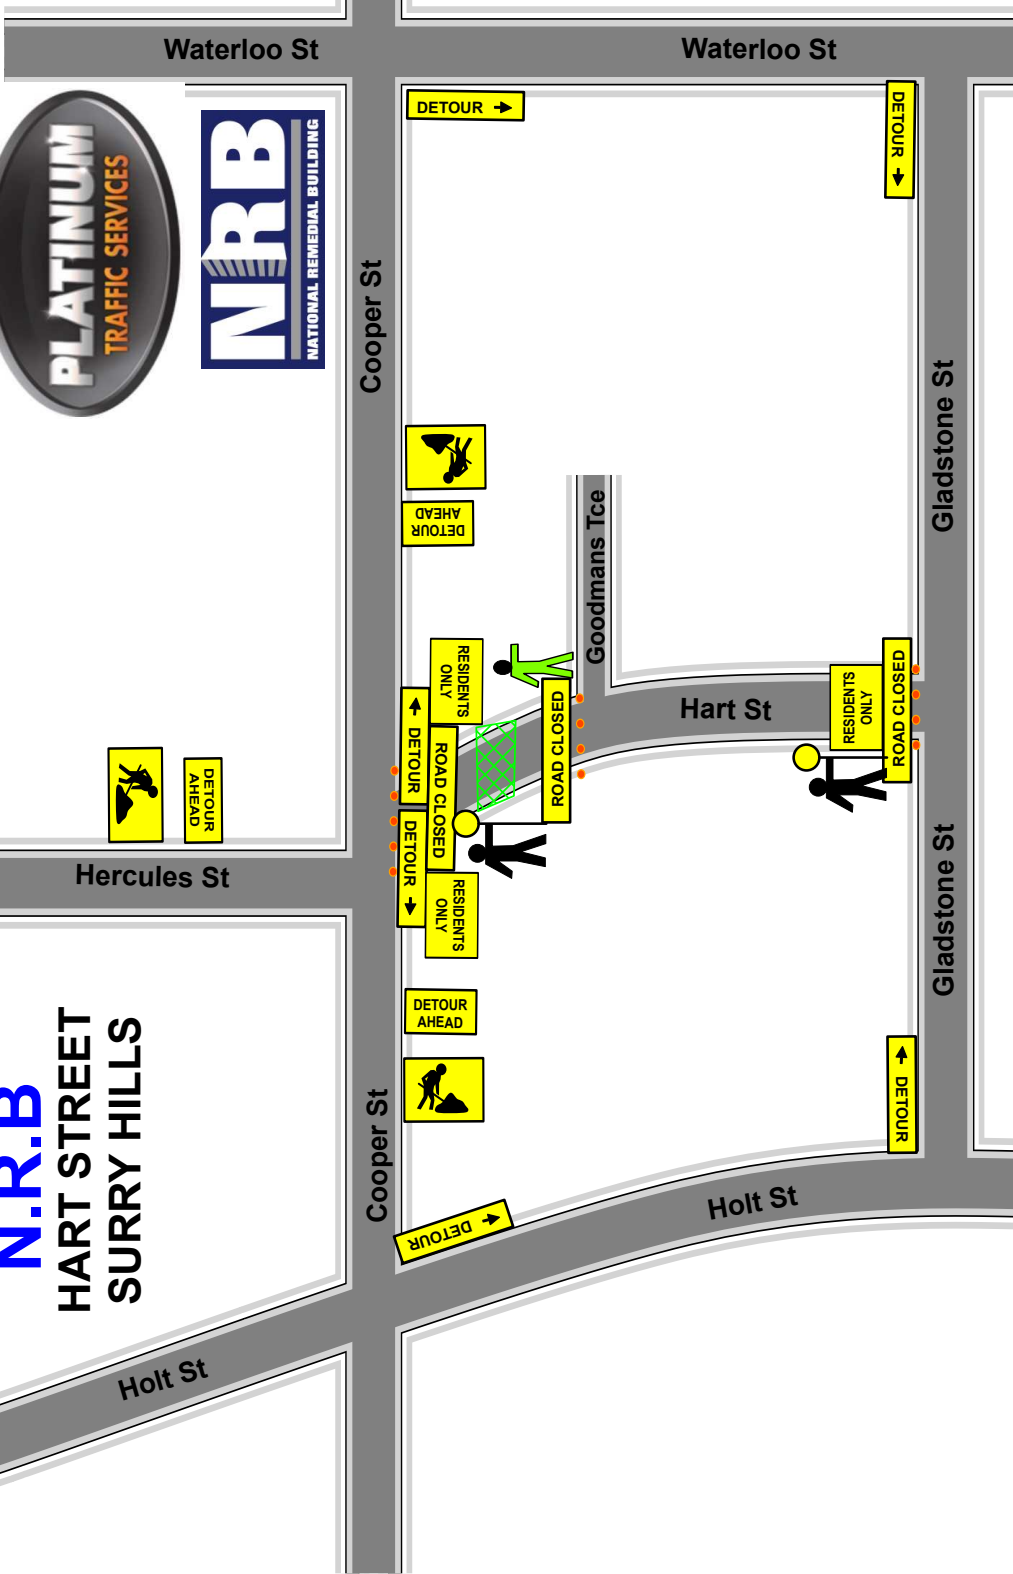 Waterloo St
Waterloo St
DETOUR
DETOUR
PLATINUM
TRAFFIC SERVICES
NRB
NATIONAL REMEDIAL BUILDING
Cooper St
Gladstone St
DETOUR
AHEAD
Goodmans Tce
RESIDENTS
ONLY
DETOUR
ROAD CLOSED
ROAD CLOSED
Hart St
RESIDENTS
ONLY
ROAD CLOSED
DETOUR
AHEAD
DETOUR
RESIDENTS
ONLY
Hercules St
Gladstone St
DETOUR
AHEAD
N.R.B
HART STREET
SURRY HILLS
Cooper St
DETOUR
DETOUR
Holt St
Holt St